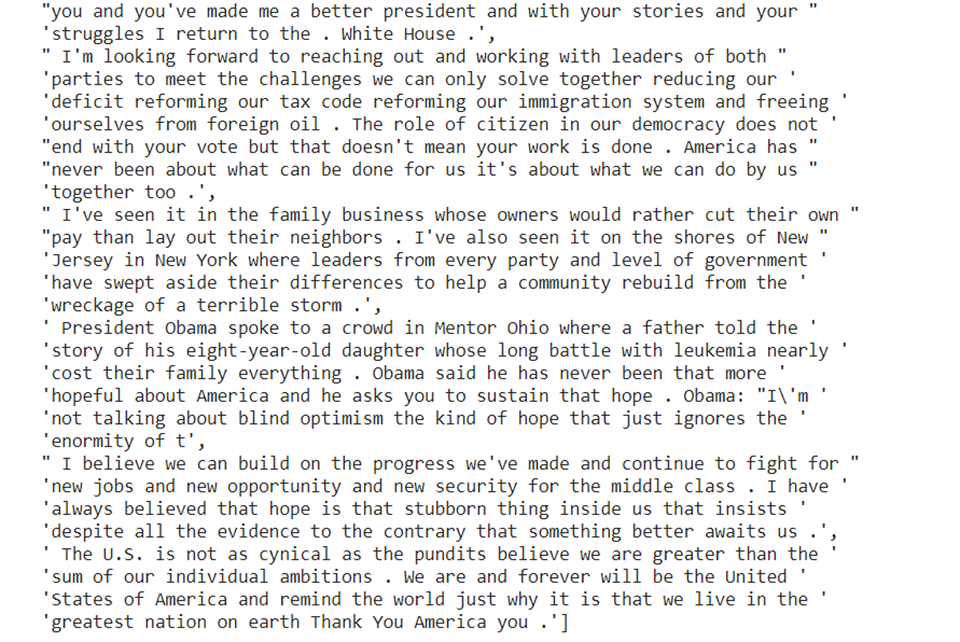 "you and you've made me a better president and with your stories and your "
'struggles I return to the . White House .',
" I'm looking forward to reaching out and working with leaders of both "
'parties to meet the challenges we can only solve together reducing our '
'deficit reforming our tax code reforming our immigration system and freeing '
'ourselves from foreign oil . The role of citizen in our democracy does not '
"end with your vote but that doesn't mean your work is done . America has "
"never been about what can be done for us it's about what we can do by us "
'together too .',
" I've seen it in the family business whose owners would rather cut their own "
"pay than lay out their neighbors . I've also seen it on the shores of New "
'Jersey in New York where leaders from every party and level of government '
'have swept aside their differences to help a community rebuild from the '
'wreckage of a terrible storm .',
' President Obama spoke to a crowd in Mentor Ohio where a father told the '
'story of his eight-year-old daughter whose long battle with leukemia nearly '
'cost their family everything . Obama said he has never been that more '
'hopeful about America and he asks you to sustain that hope . Obama: "I\'m '
'not talking about blind optimism the kind of hope that just ignores the '
'enormity of t',
" I believe we can build on the progress we've made and continue to fight for "
'new jobs and new opportunity and new security for the middle class . I have '
'always believed that hope is that stubborn thing inside us that insists '
'despite all the evidence to the contrary that something better awaits us .',
' The U.S. is not as cynical as the pundits believe we are greater than the '
'sum of our individual ambitions . We are and forever will be the United '
'States of America and remind the world just why it is that we live in the '
'greatest nation on earth Thank You America you .']